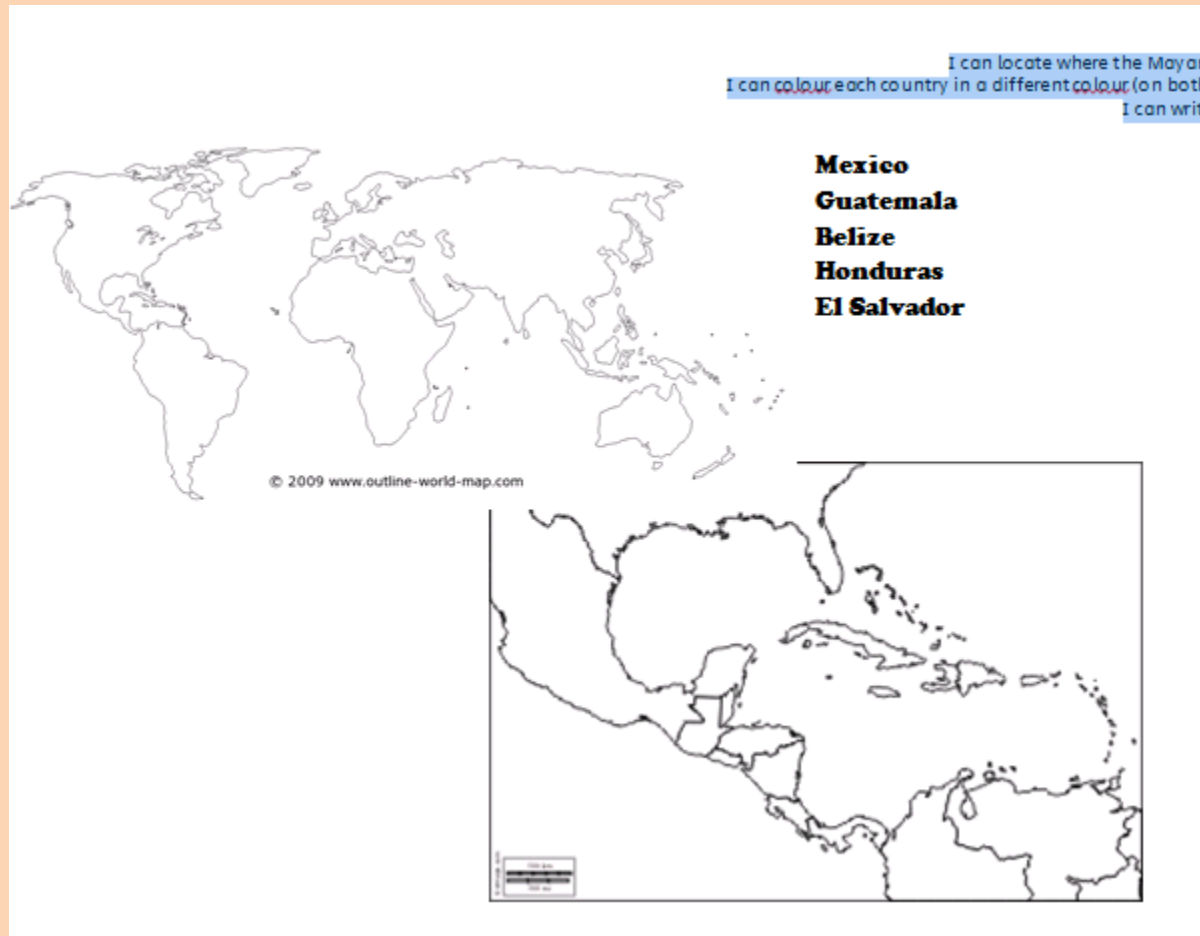 I can locate where the Mayan
I can colour each country in a different colour (on both
I can writ
Mexico
Guatemala
Belize
Honduras
El Salvador
© 2009 www.outline-world-map.com